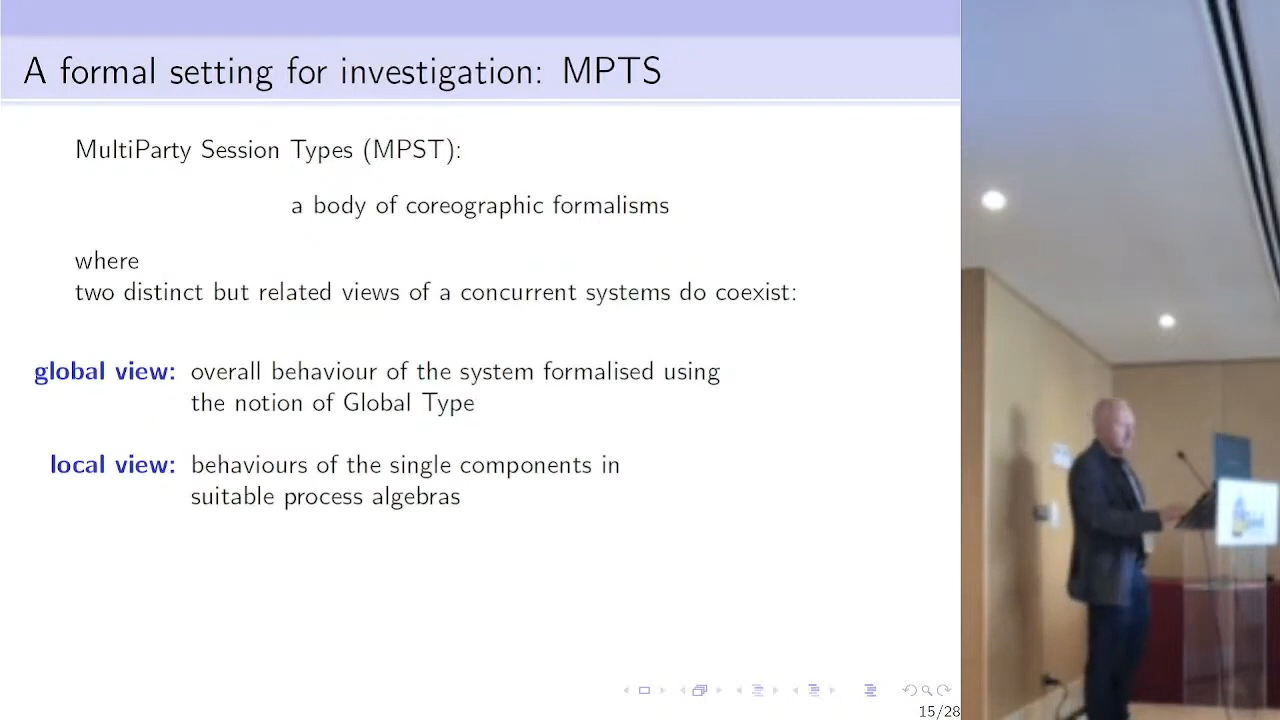 A formal setting for investigation: MPTS
MultiParty Session Types (MPST):
a body of coreographic formalisms
where
two distinct but related views of a concurrent systems do coexist:
global view: overall behaviour of the system formalised using
the notion of Global Type
local view: behaviours of the single components in
suitable process algebras
15/28